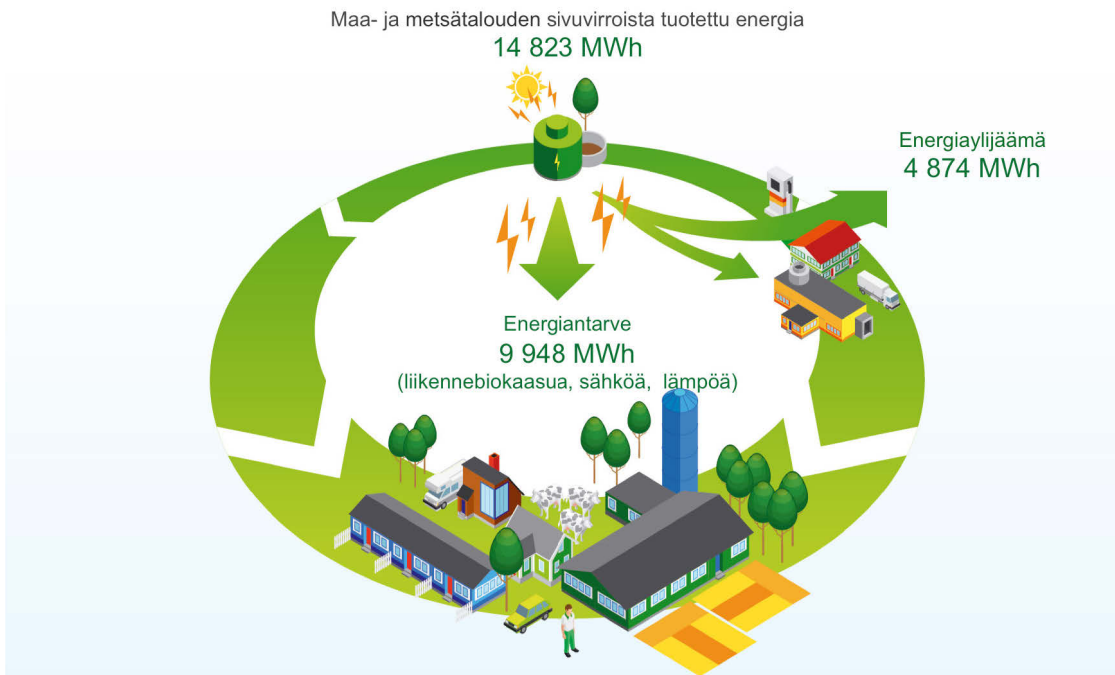 Maa- ja metsätalouden sivuvirroista tuotettu energia
14 823 MWh
Energiaylijäämä
4 874 MWh
Energiantarve
9 948 MWh
(liikennebiokaasua, sähköä, lämpöä)